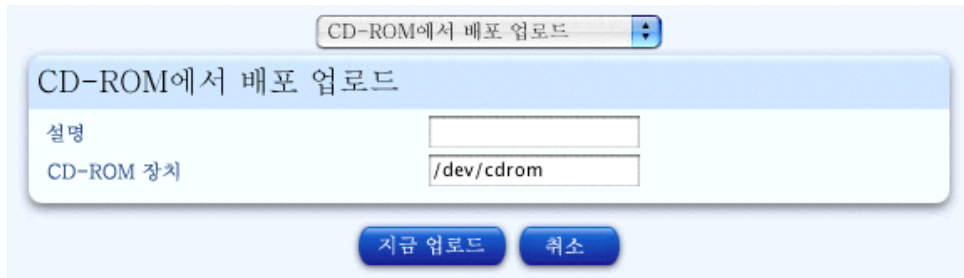 CD-ROM에서 배포 업로드
CD-ROM에서 배포 업로드
설명
CD-ROM 장치 /dev/cdrom
지금 업로드 취소